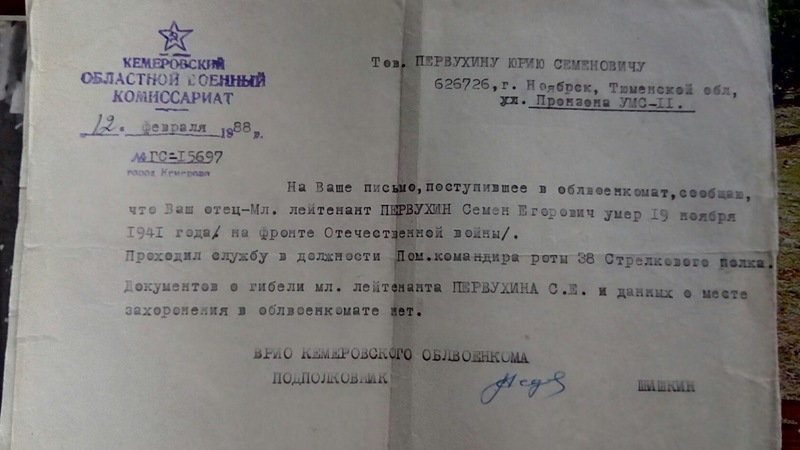 КЕМЕРОВСКИЙ
ОБЛАСТНОЙ ВОЕННЫЙ
КОМИССАРИАТ
12. февраля 1988 г.
№ ГС-15697
город Кемерово
Тов. ПЕРВУХИНУ ЮРИЮ СЕМЕНОВИЧУ
626726, г. Ноябрск, Тюменской обл,
ул. Пронзона УМС-II.
На Ваше письмо, поступившее в облвоенкомат, сообщаю,
что Ваш отец-Мл. лейтенант ПЕРВУХИН Семен Егорович умер 19 ноября
1941 года/ на фронте Отечественной войны/.
Проходил службу в должности Пом.командира роты 38 Стрелкового полка.
Документов о гибели мл. лейтенанта ПЕРВУХИНА С.Е. и данных о месте
захоронения в облвоенкомате нет.
ВРИО КЕМЕРОВСКОГО ОБЛВОЕНКОМА
ПОДПОЛКОВНИК ШИШКИН